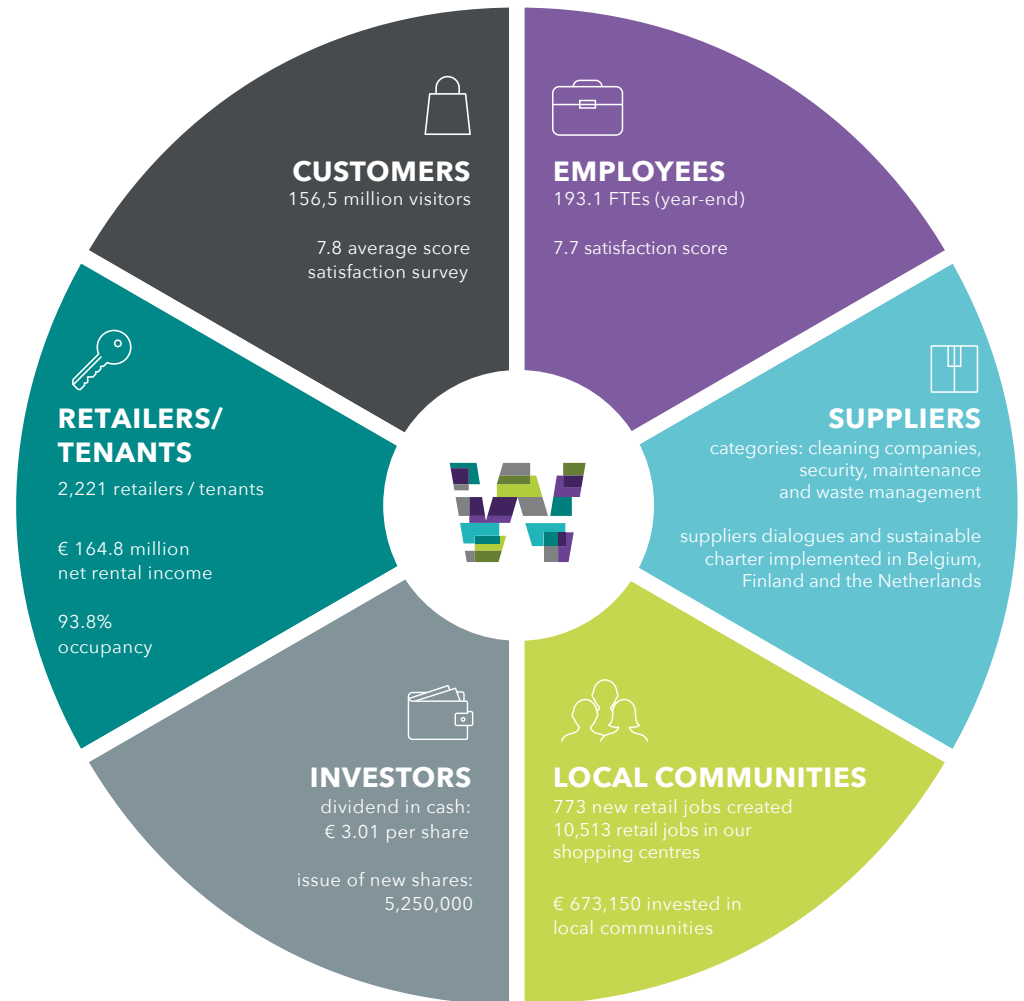 CUSTOMERS
156,5 million visitors
7.8 average score
satisfaction survey
EMPLOYEES
193.1 FTEs (year-end)
7.7 satisfaction score
RETAILERS/
TENANTS
2,221 retailers / tenants
€ 164.8 million
net rental income
93.8%
occupancy
SUPPLIERS
categories: cleaning companies,
security, maintenance
and waste management
suppliers dialogues and sustainable
charter implemented in Belgium,
Finland and the Netherlands
INVESTORS
dividend in cash:
€ 3.01 per share
issue of new shares:
5,250,000
LOCAL COMMUNITIES
773 new retail jobs created
10,513 retail jobs in our
shopping centres
€ 673,150 invested in
local communities
W